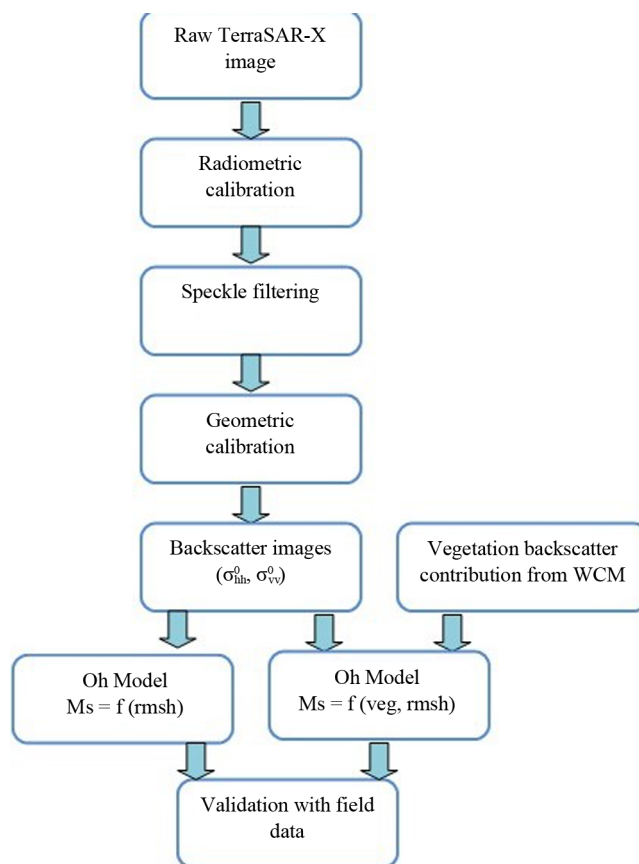 Raw TerraSAR-X
image
Radiometric
calibration
Speckle filtering
Geometric
calibration
Backscatter images
(σ⁰hh, σ⁰vv)
Vegetation backscatter
contribution from WCM
Oh Model
Ms = f (rmsh)
Oh Model
Ms = f (veg, rmsh)
Validation with field
data